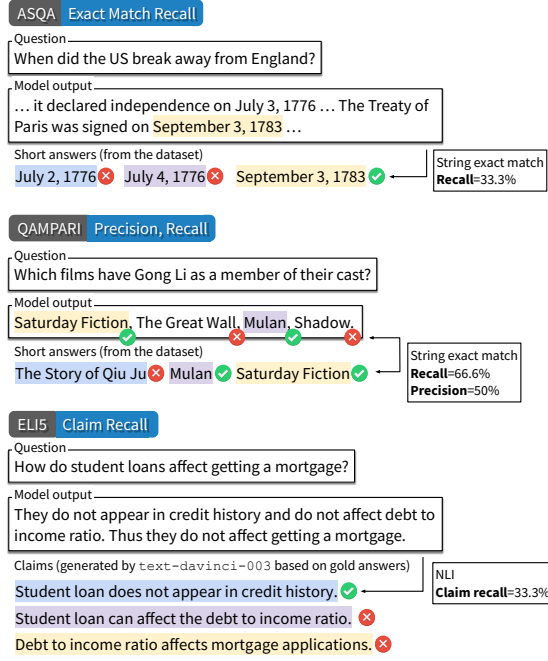 ASQA Exact Match Recall
Question
When did the US break away from England?
Model output
... it declared independence on July 3, 1776 ... The Treaty of
Paris was signed on September 3, 1783 ...
Short answers (from the dataset)
July 2, 1776 July 4, 1776 September 3, 1783
String exact match
Recall=33.3%
QAMPARI Precision, Recall
Question
Which films have Gong Li as a member of their cast?
Model output
Saturday Fiction, The Great Wall, Mulan, Shadow.
Short answers (from the dataset)
The Story of Qiu Ju Mulan Saturday Fiction
String exact match
Recall=66.6%
Precision=50%
ELI5 Claim Recall
Question
How do student loans affect getting a mortgage?
Model output
They do not appear in credit history and do not affect debt to
income ratio. Thus they do not affect getting a mortgage.
Claims (generated by text-davinci-003 based on gold answers)
Student loan does not appear in credit history.
Student loan can affect the debt to income ratio.
Debt to income ratio affects mortgage applications.
NLI
Claim recall=33.3%